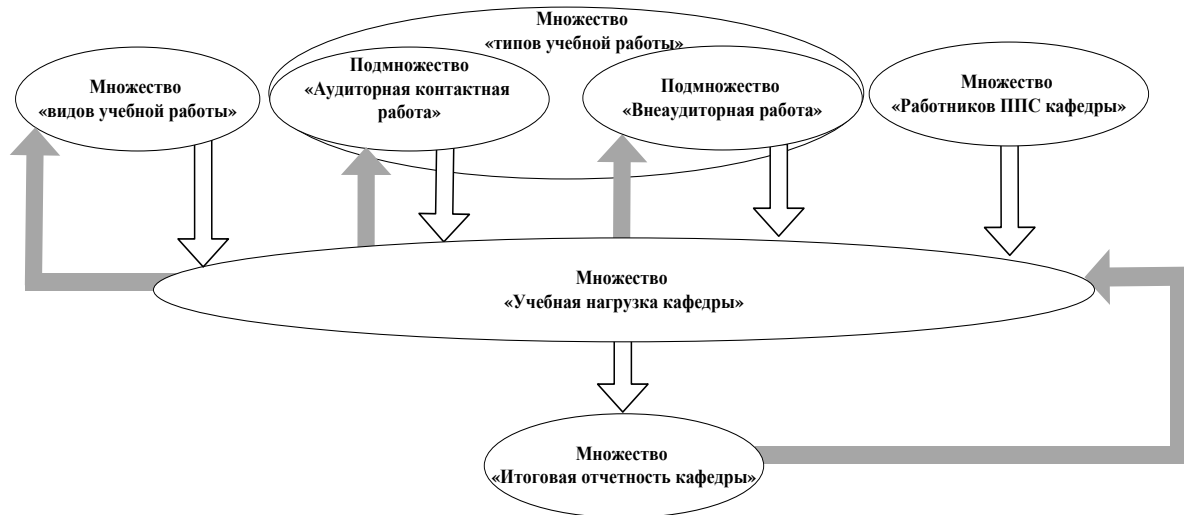 Множество
«типов учебной работы»
Множество
«видов учебной работы»
Подмножество
«Аудиторная контактная
работа»
Подмножество
«Внеаудиторная работа»
Множество
«Работников ППС кафедры»
Множество
«Учебная нагрузка кафедры»
Множество
«Итоговая отчетность кафедры»